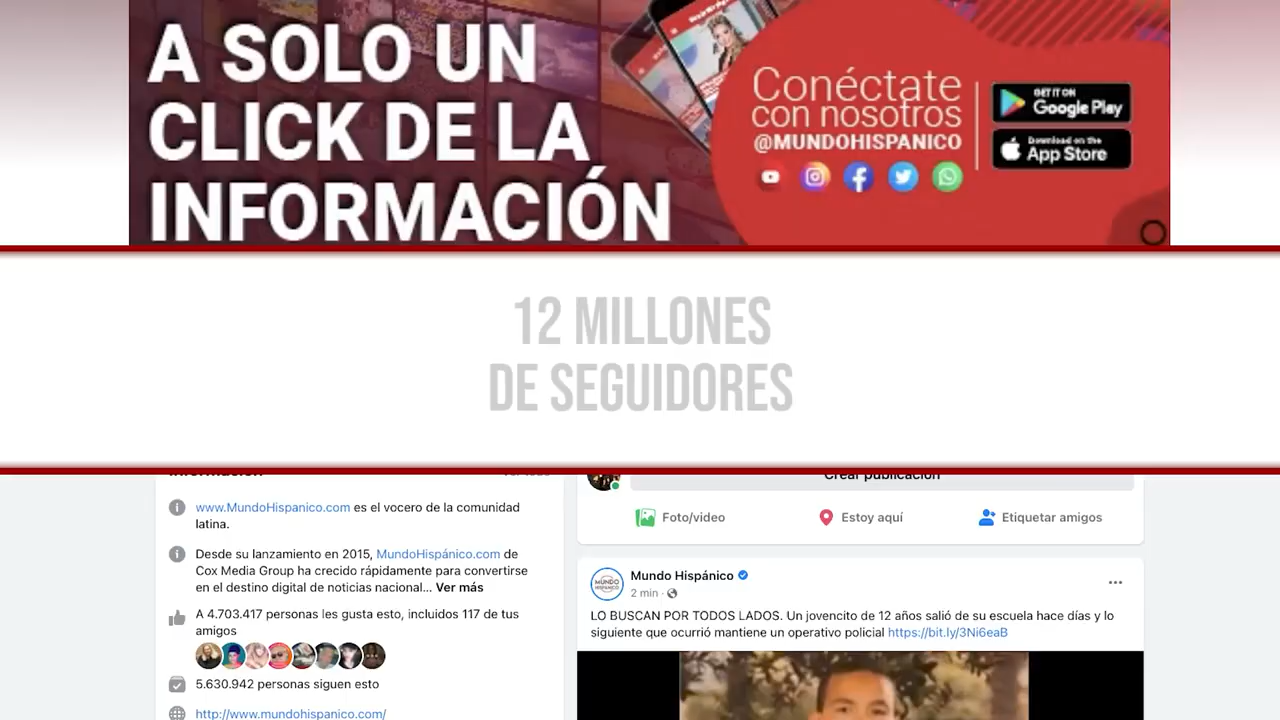 A SOLO UN
CLICK DE LA
INFORMACIÓN
Conéctate
con nosotros
@MUNDOHISPANICO
GET IT ON
Google Play
Download on the
App Store
12 MILLONES
DE SEGUIDORES
Información
Crear publicación
www.MundoHispanico.com es el vocero de la comunidad
latina.
Desde su lanzamiento en 2015, MundoHispánico.com de
Cox Media Group ha crecido rápidamente para convertirse
en el destino digital de noticias nacional... Ver más
A 4.703.417 personas les gusta esto, incluidos 117 de tus
amigos
5.630.942 personas siguen esto
http://www.mundohispanico.com/
Foto/video
Estoy aquí
Etiquetar amigos
MUNDO
HISPÁNICO
Mundo Hispánico
2 min ·
LO BUSCAN POR TODOS LADOS. Un jovencito de 12 años salió de su escuela hace días y lo
siguiente que ocurrió mantiene un operativo policial https://bit.ly/3Ni6eaB